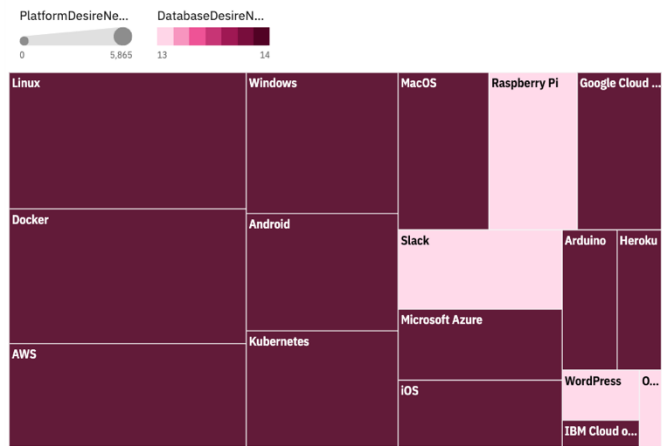 PlatformDesireNe...
DatabaseDesireN...
0
5,865
13
14
Linux
Windows
MacOS
Raspberry Pi
Google Cloud ...
Docker
Android
Slack
Arduino
Heroku
Microsoft Azure
Kubernetes
AWS
WordPress
O...
iOS
IBM Cloud o...